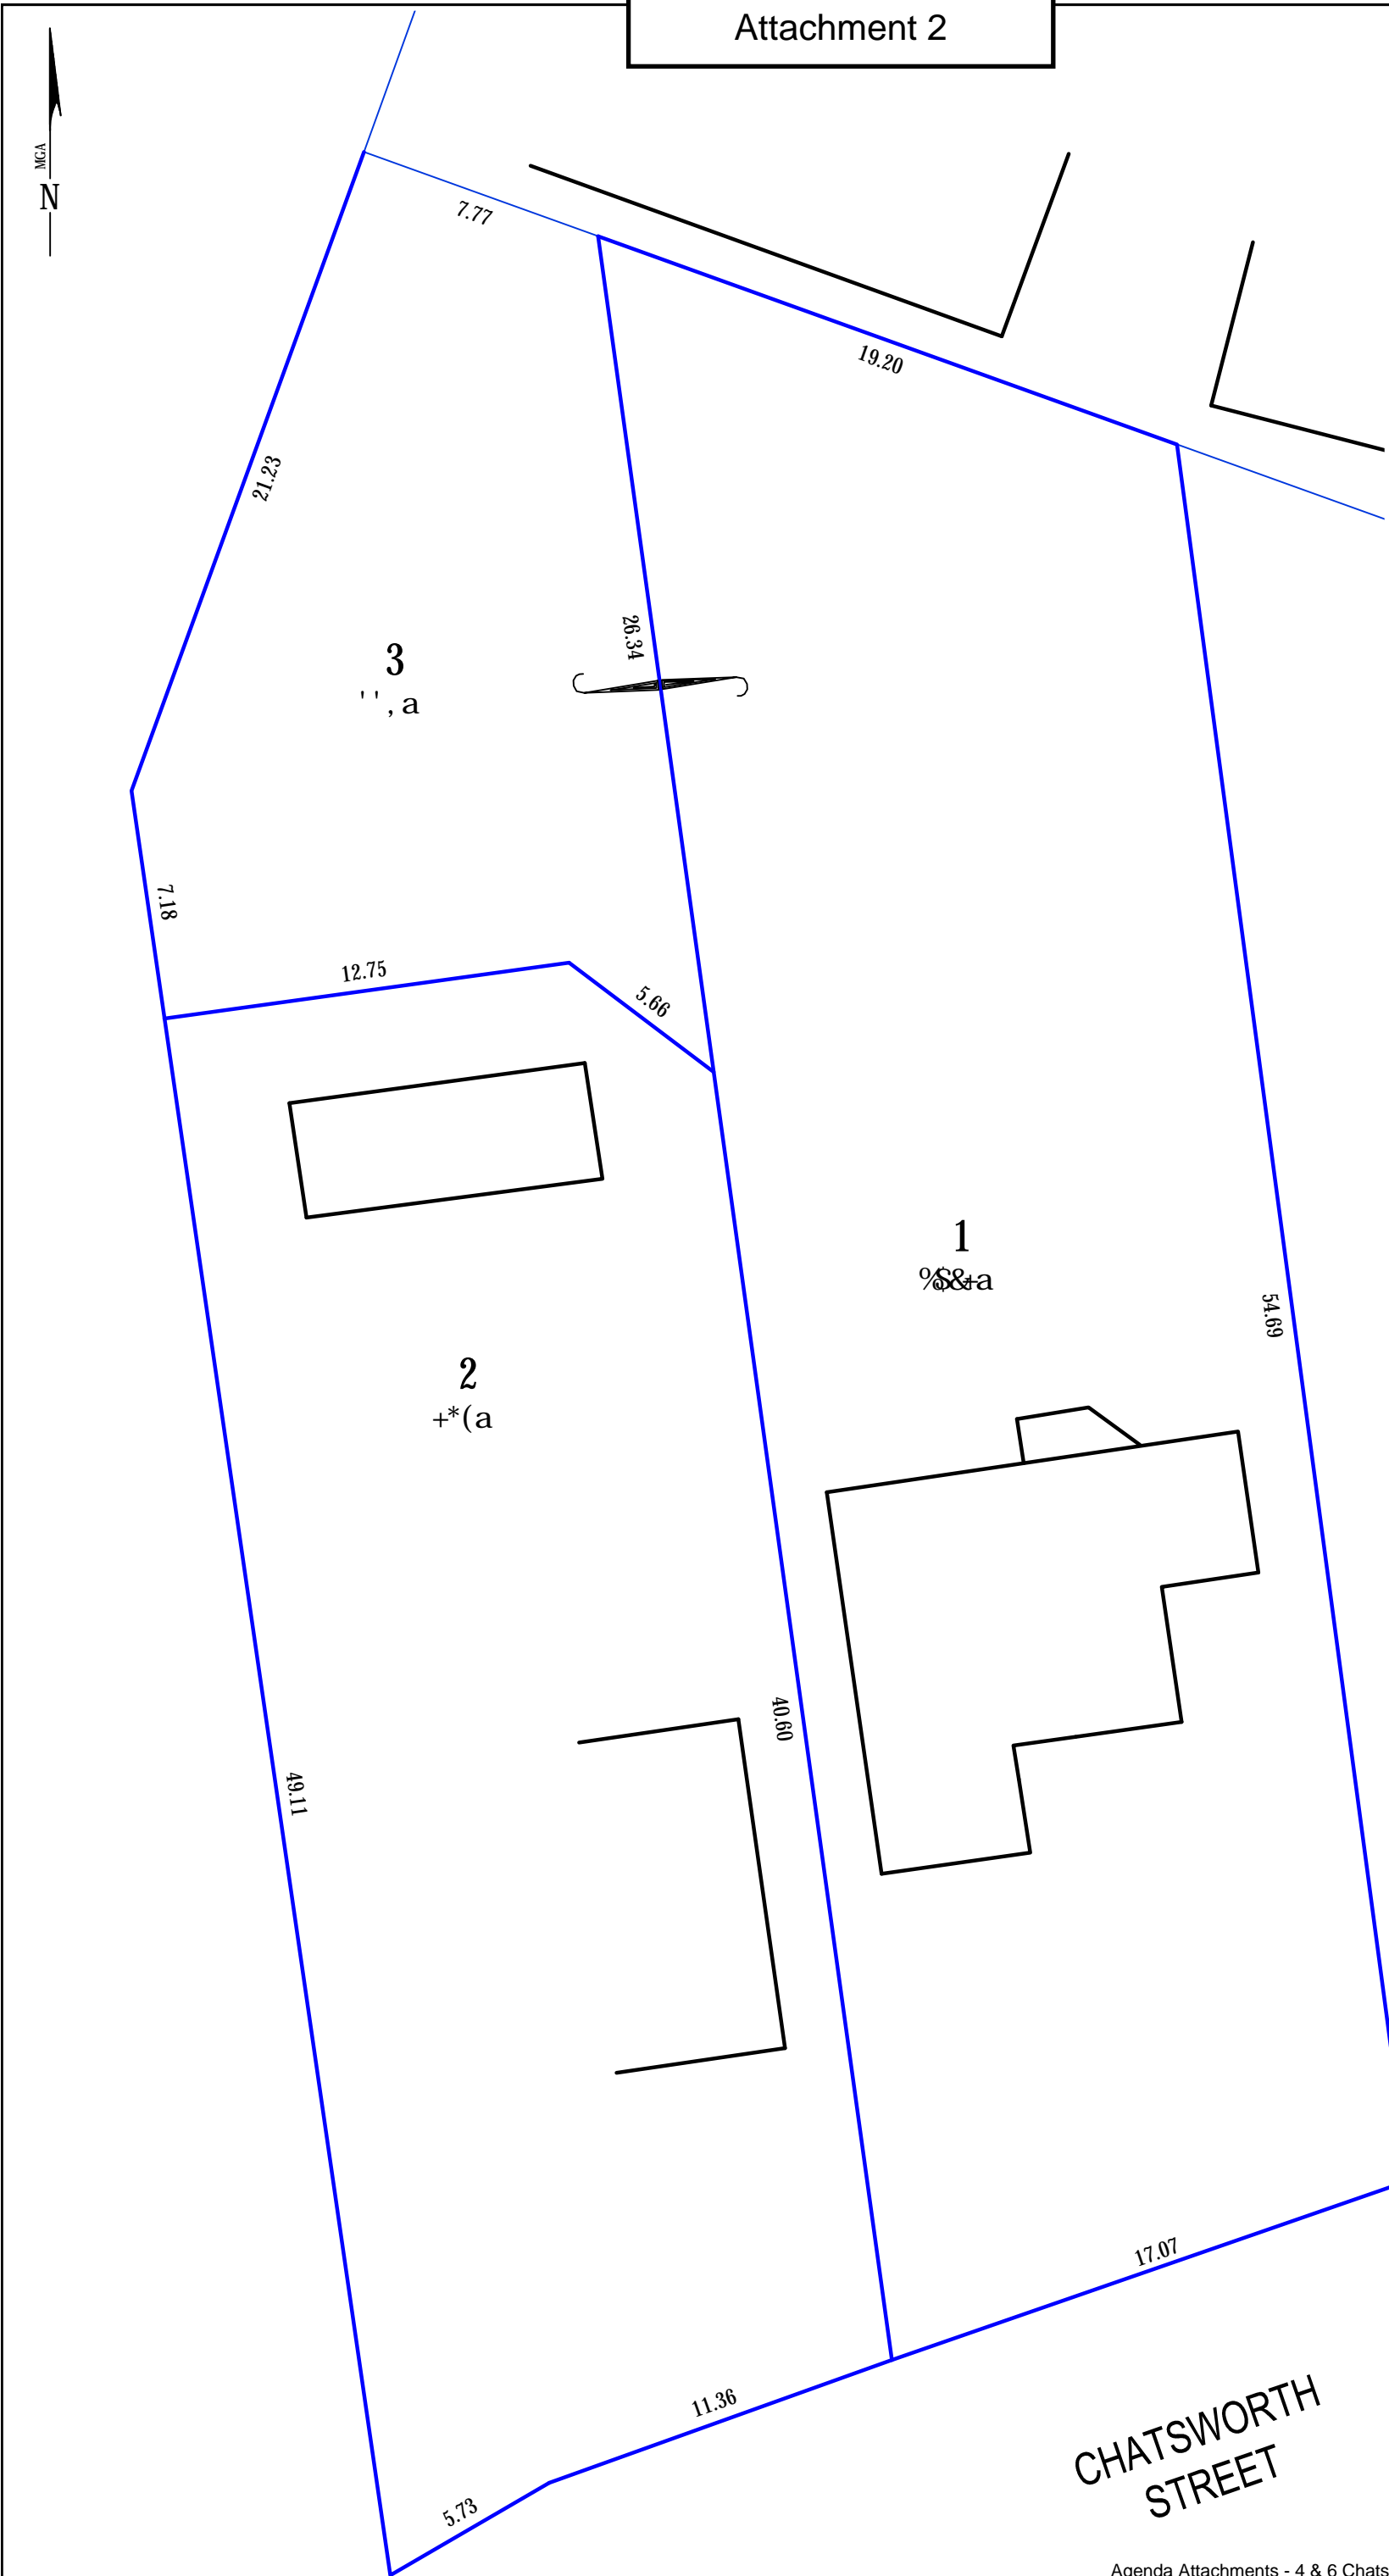 Attachment 2
MGA
N
7.77
19.20
21.23
26.34
3
'',a
7.18
12.75
5.66
1
%$&+a
54.69
2
+*(a
40.60
49.11
17.07
11.36
5.73
CHATSWORTH
STREET
Agenda Attachments - 4 & 6 Chats